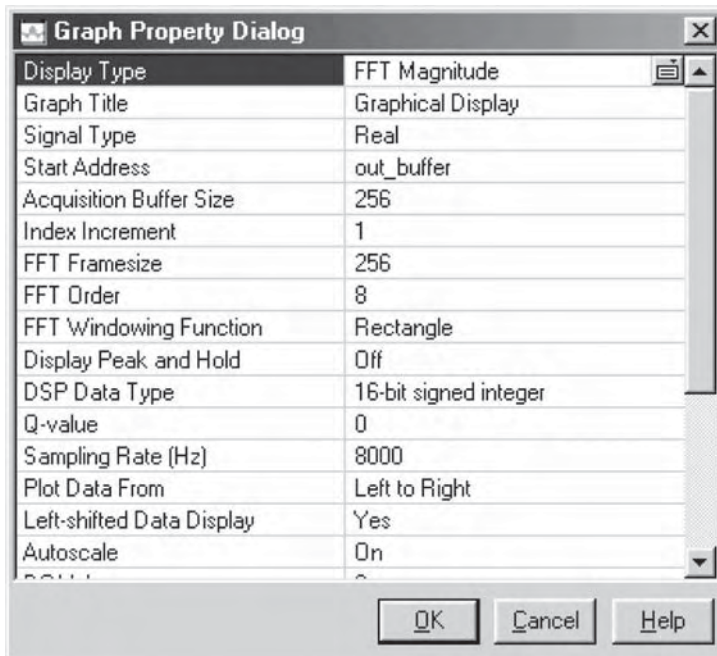 Graph Property Dialog
Display Type FFT Magnitude
Graph Title Graphical Display
Signal Type Real
Start Address out_buffer
Acquisition Buffer Size 256
Index Increment 1
FFT Framesize 256
FFT Order 8
FFT Windowing Function Rectangle
Display Peak and Hold Off
DSP Data Type 16-bit signed integer
Q-value 0
Sampling Rate (Hz) 8000
Plot Data From Left to Right
Left-shifted Data Display Yes
Autoscale On
OK Cancel Help